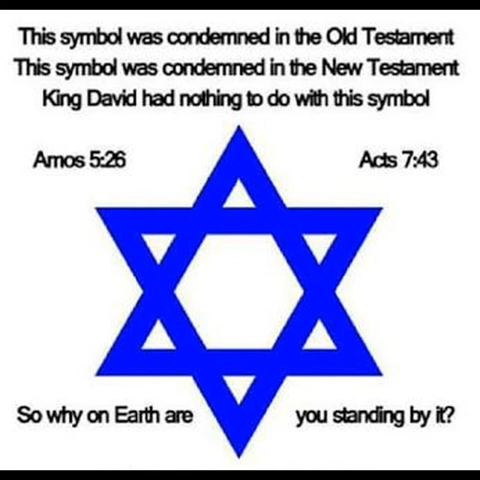 This symbol was condemned in the Old Testament
This symbol was condemned in the New Testament
King David had nothing to do with this symbol
Amos 5:26 Acts 7:43
So why on Earth are you standing by it?